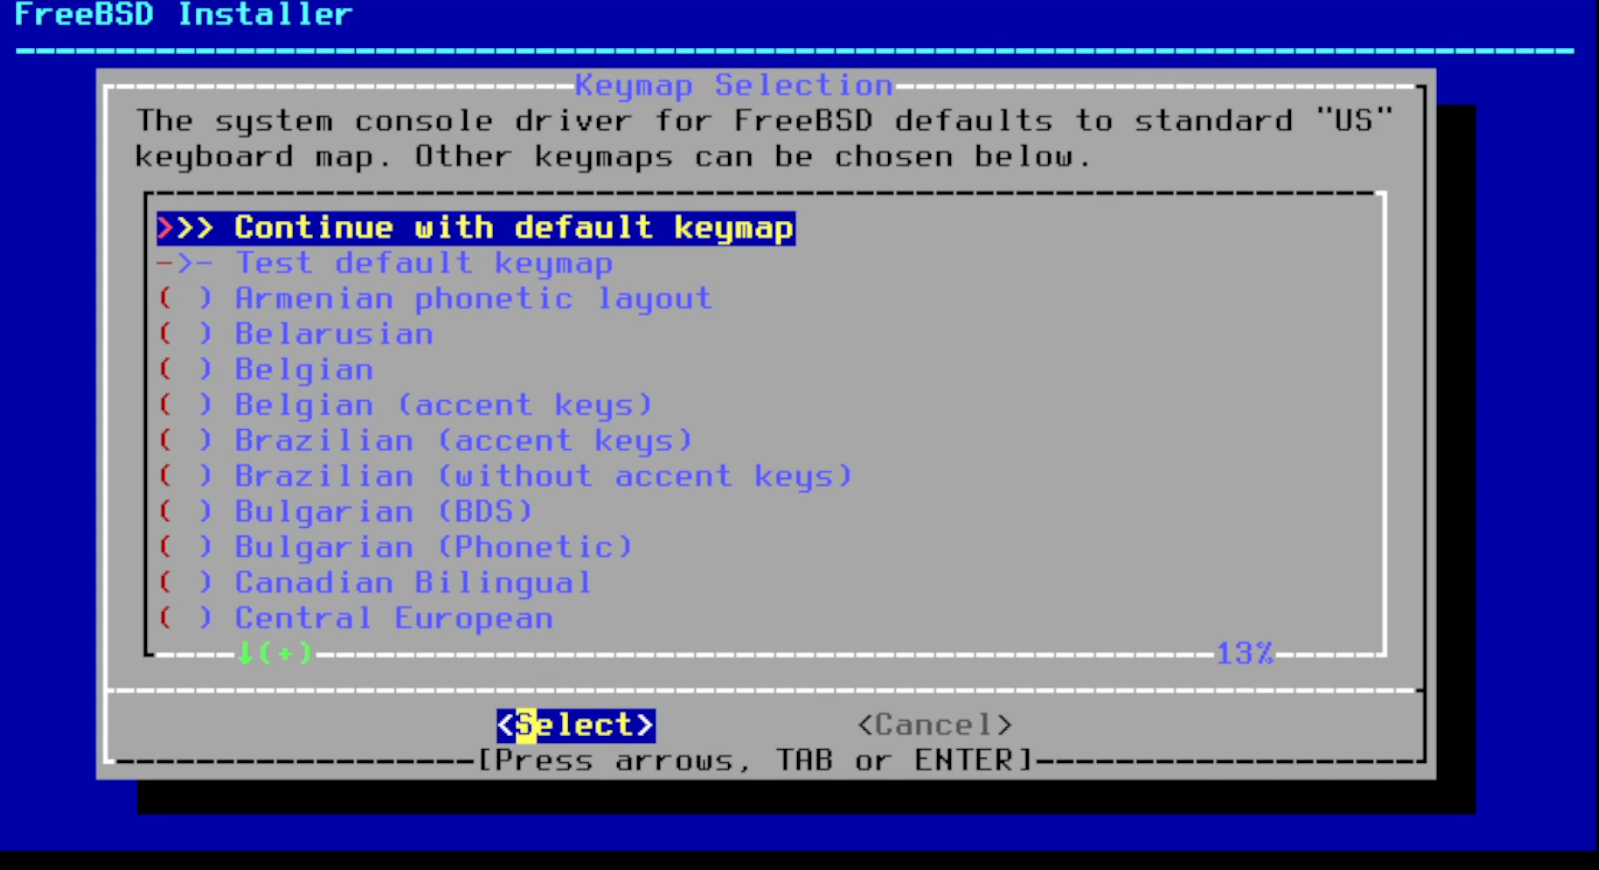 FreeBSD Installer
Keymap Selection
The system console driver for FreeBSD defaults to standard "US"
keyboard map. Other keymaps can be chosen below.
>>> Continue with default keymap
->- Test default keymap
( ) Armenian phonetic layout
( ) Belarusian
( ) Belgian
( ) Belgian (accent keys)
( ) Brazilian (accent keys)
( ) Brazilian (without accent keys)
( ) Bulgarian (BDS)
( ) Bulgarian (Phonetic)
( ) Canadian Bilingual
( ) Central European
↓(+) 13%
<Select> <Cancel>
[Press arrows, TAB or ENTER]